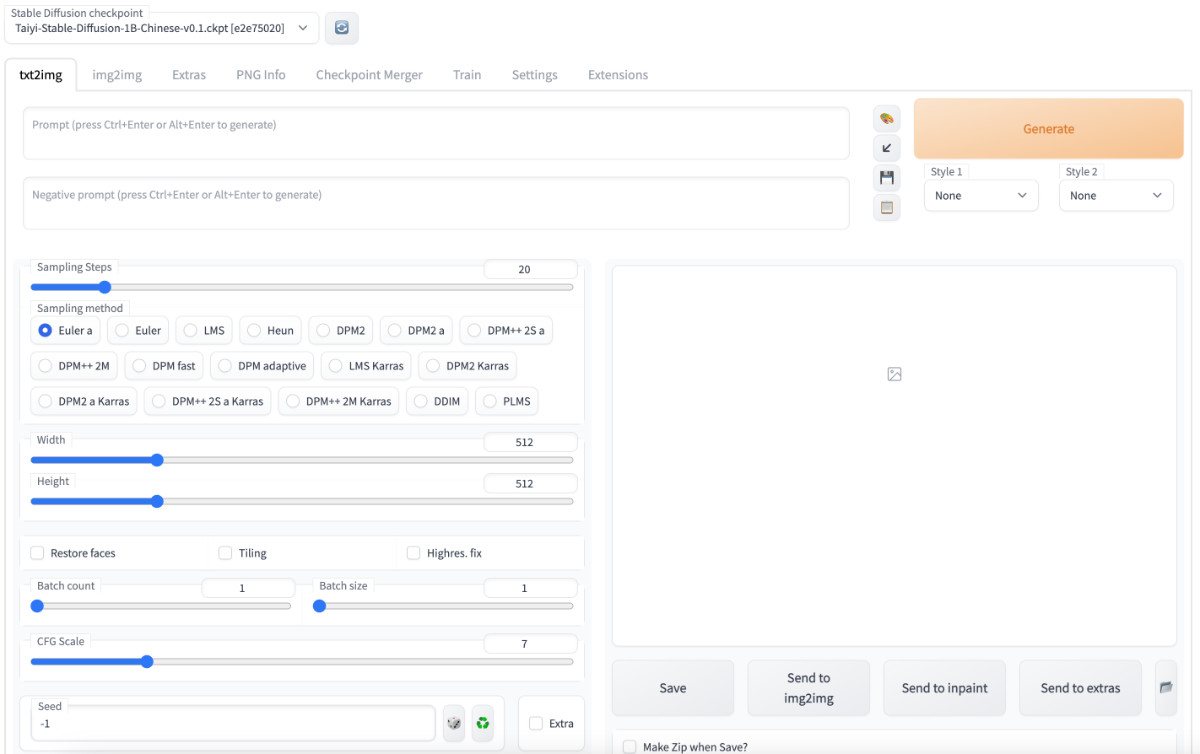 Stable Diffusion checkpoint
Taiyi-Stable-Diffusion-1B-Chinese-v0.1.ckpt [e2e75020]
txt2img img2img Extras PNG Info Checkpoint Merger Train Settings Extensions
Prompt (press Ctrl+Enter or Alt+Enter to generate)
Generate
Negative prompt (press Ctrl+Enter or Alt+Enter to generate)
Style 1 Style 2
None None
Sampling Steps 20
Sampling method
Euler a Euler LMS Heun DPM2 DPM2 a DPM++ 2S a
DPM++ 2M DPM fast DPM adaptive LMS Karras DPM2 Karras
DPM2 a Karras DPM++ 2S a Karras DPM++ 2M Karras DDIM PLMS
Width 512
Height 512
Restore faces Tiling Highres. fix
Batch count 1 Batch size 1
CFG Scale 7
Seed
-1
Extra
Save Send to img2img Send to inpaint Send to extras
Make Zip when Save?